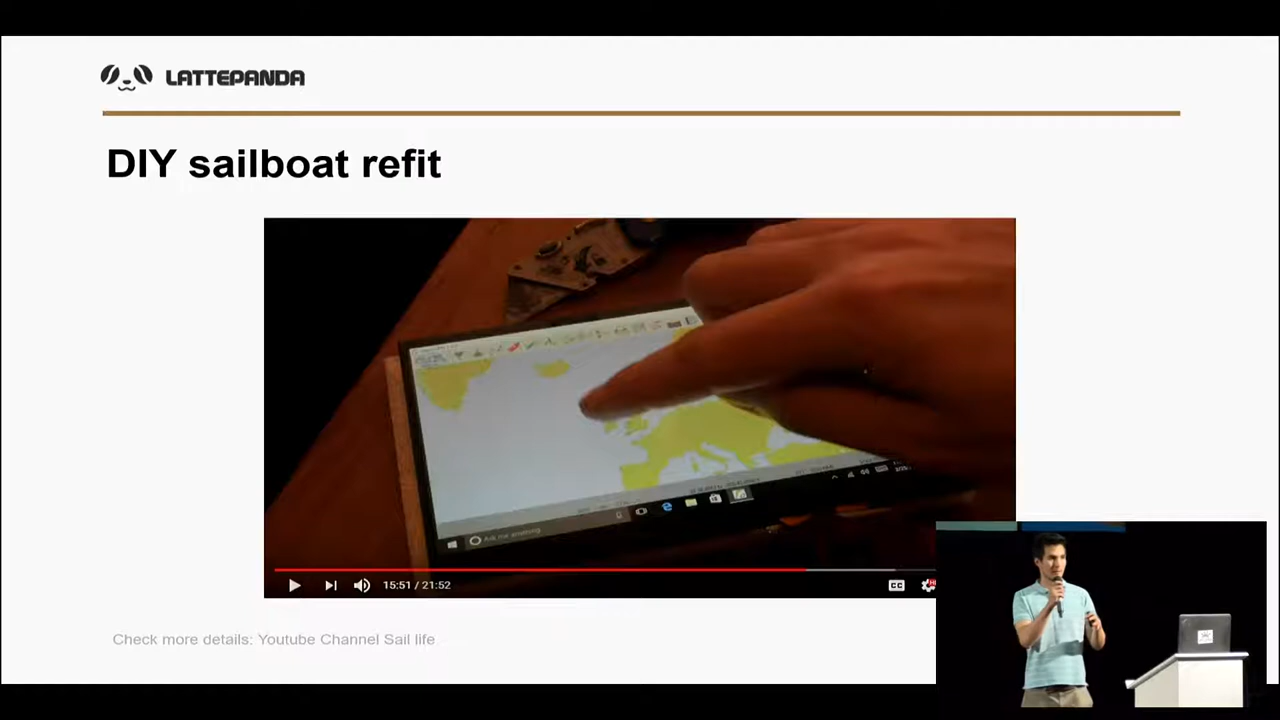 LATTEPANDA
DIY sailboat refit
Ask me anything
15:51 / 21:52
CC
Check more details: Youtube Channel Sail life